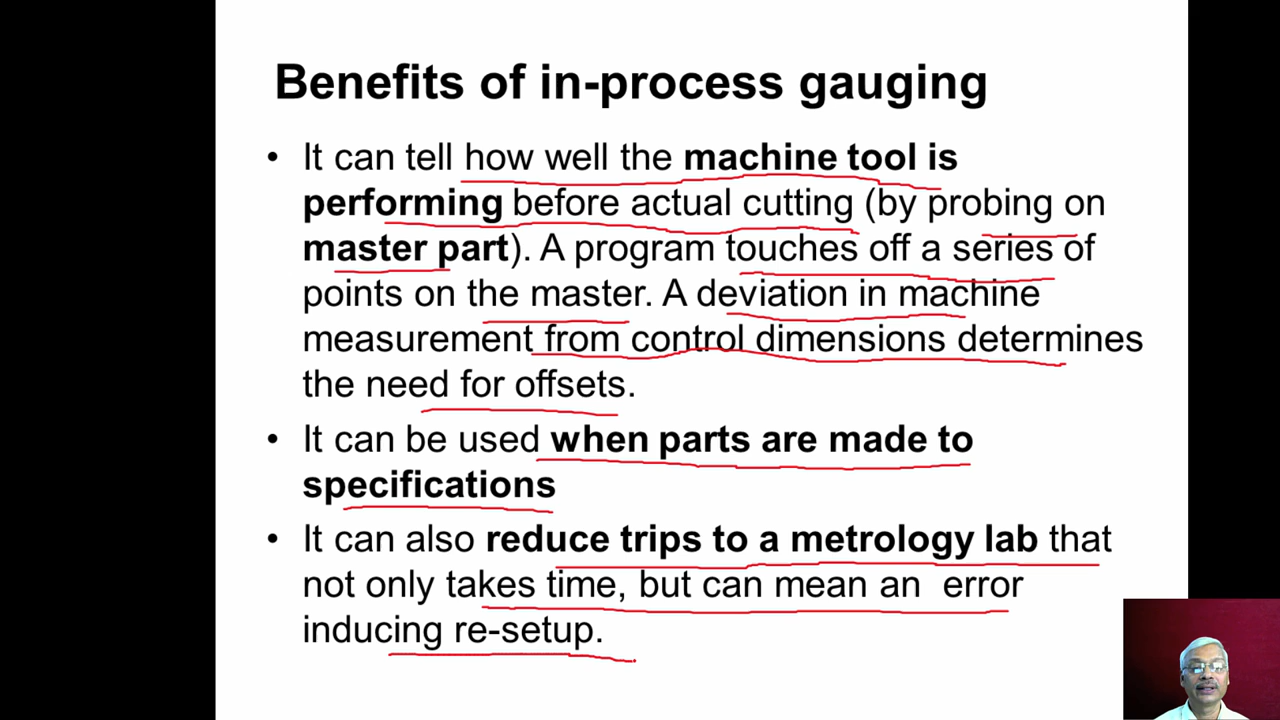 Benefits of in-process gauging
• It can tell how well the machine tool is
performing before actual cutting (by probing on
master part). A program touches off a series of
points on the master. A deviation in machine
measurement from control dimensions determines
the need for offsets.
• It can be used when parts are made to
specifications
• It can also reduce trips to a metrology lab that
not only takes time, but can mean an error
inducing re-setup.